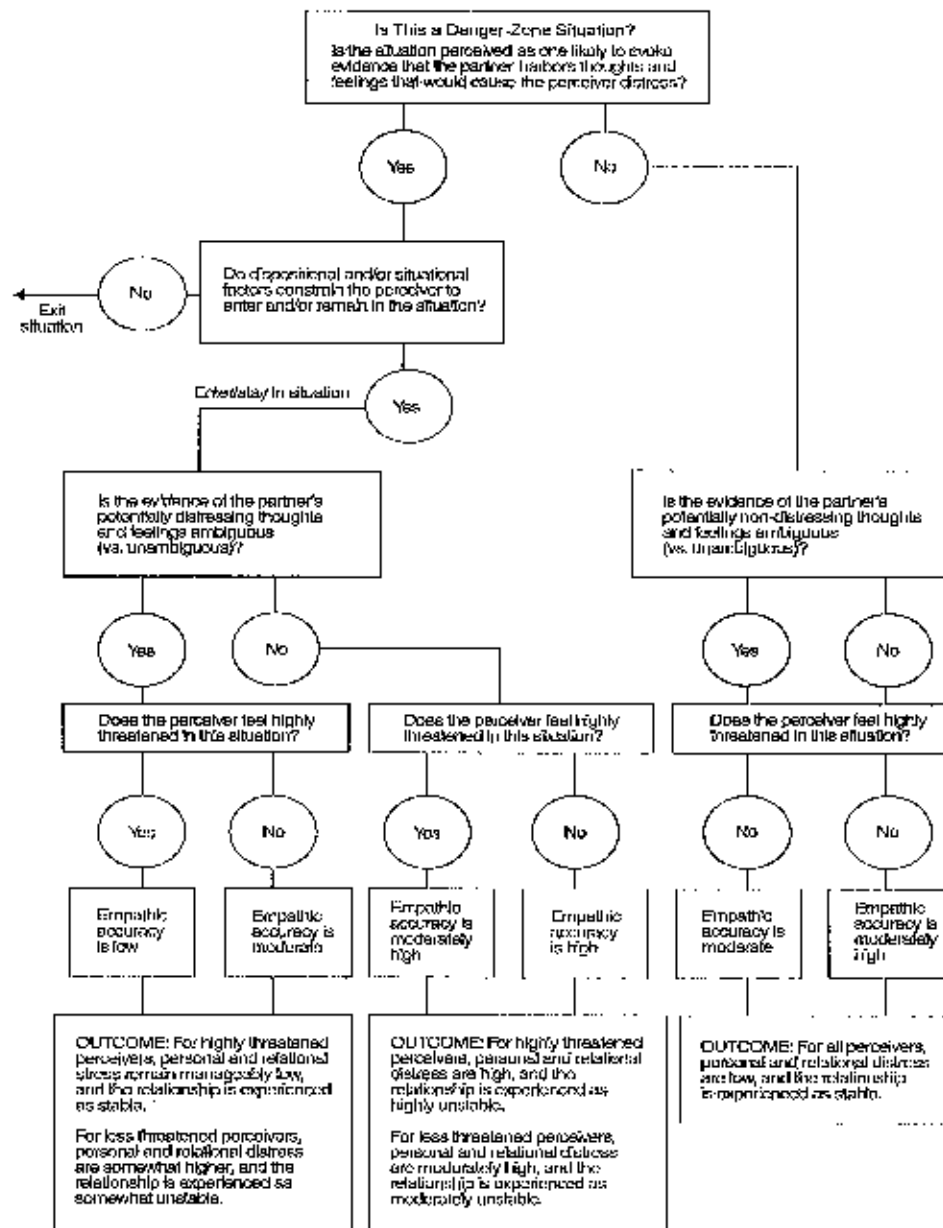 Is This a Danger-Zone Situation?
Is the situation perceived as one likely to evoke
evidence that the partner harbors thoughts and
feelings that would cause the perceiver distress?
Yes
No
Do dispositional and/or situational
factors constrain the perceiver to
enter and/or remain in the situation?
No
Exit
situation
Enter/stay in situation
Yes
Is the evidence of the partner's
potentially distressing thoughts
and feelings ambiguous
(vs. unambiguous)?
Is the evidence of the partner's
potentially non-distressing thoughts
and feelings ambiguous
(vs. unambiguous)?
Yes
No
Yes
No
Does the perceiver feel highly
threatened in this situation?
Does the perceiver feel highly
threatened in this situation?
Does the perceiver feel highly
threatened in this situation?
Yes
No
Yes
No
No
No
Empathic
accuracy
is low
Empathic
accuracy is
moderate
Empathic
accuracy is
moderately
high
Empathic
accuracy
is high
Empathic
accuracy is
moderate
Empathic
accuracy is
moderately
high
OUTCOME: For highly threatened
perceivers, personal and relational
stress remain manageably low,
and the relationship is experienced
as stable.
For less threatened perceivers,
personal and relational distress
are somewhat higher, and the
relationship is experienced as
somewhat unstable.
OUTCOME: For highly threatened
perceivers, personal and relational
distress are high, and the
relationship is experienced as
highly unstable.
For less threatened perceivers,
personal and relational distress
are moderately high, and the
relationship is experienced as
moderately unstable.
OUTCOME: For all perceivers,
personal and relational distress
are low, and the relationship
is experienced as stable.